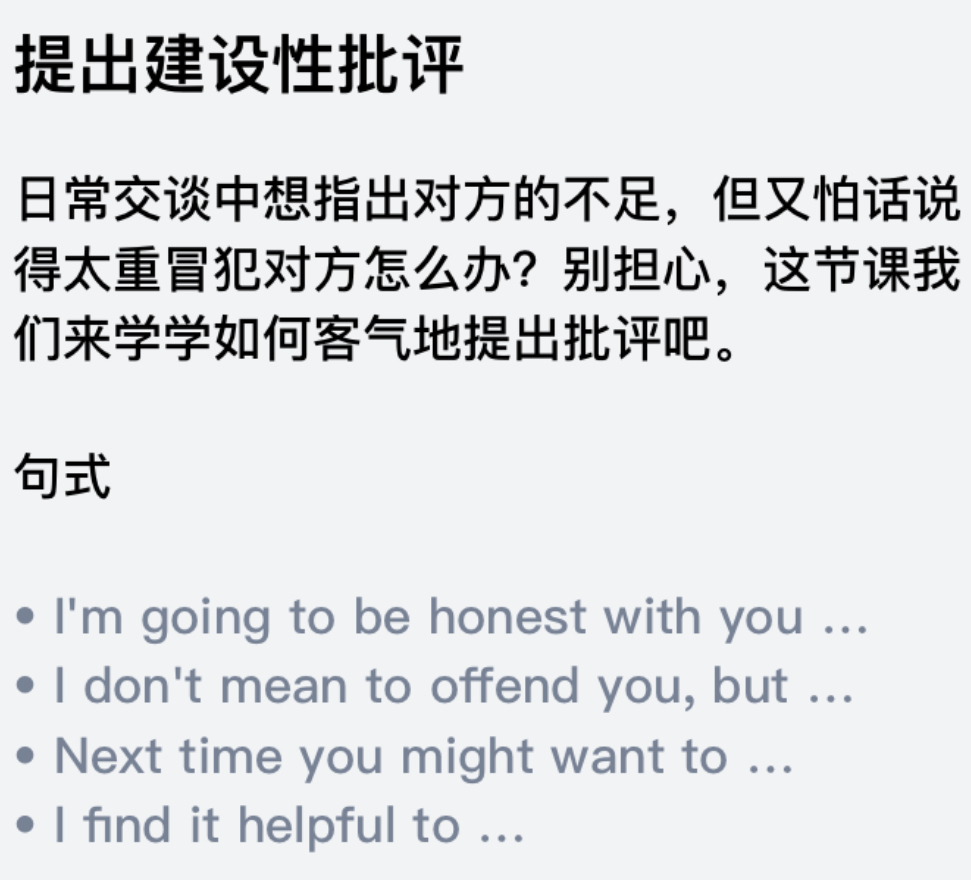 提出建设性批评
日常交谈中想指出对方的不足，但又怕话说
得太重冒犯对方怎么办？别担心，这节课我
们来学学如何客气地提出批评吧。
句式
• I'm going to be honest with you ...
• I don't mean to offend you, but ...
• Next time you might want to ...
• I find it helpful to ...